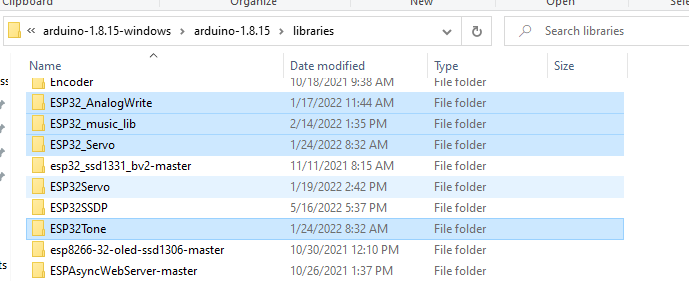 Clipboard Organize New Open Sele
« arduino-1.8.15-windows > arduino-1.8.15 > libraries Search libraries
Name Date modified Type Size
Encoder 10/18/2021 9:38 AM File folder
ESP32_AnalogWrite 1/17/2022 11:44 AM File folder
ESP32_music_lib 2/14/2022 1:35 PM File folder
ESP32_Servo 1/24/2022 8:32 AM File folder
esp32_ssd1331_bv2-master 11/11/2021 8:15 AM File folder
ESP32Servo 1/19/2022 2:42 PM File folder
ESP32SSDP 5/16/2022 5:37 PM File folder
ESP32Tone 1/24/2022 8:32 AM File folder
esp8266-32-oled-ssd1306-master 10/30/2021 12:10 PM File folder
ESPAsyncWebServer-master 10/26/2021 1:37 PM File folder